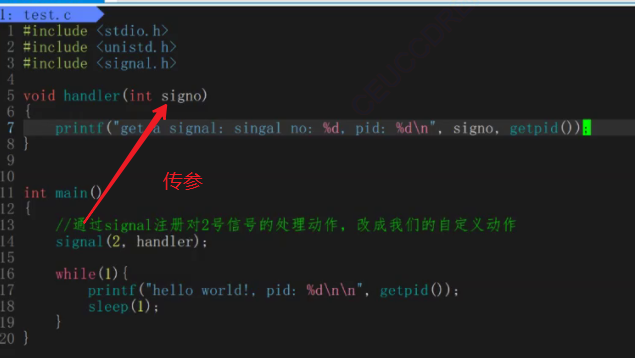 1: test.c
1 #include <stdio.h>
2 #include <unistd.h>
3 #include <signal.h>
4
5 void handler(int signo)
6 {
7     printf("get a signal: singal no: %d, pid: %d\n", signo, getpid());
8 }
9
10
11 int main()
12 {
13     //通过signal注册对2号信号的处理动作，改成我们的自定义动作
14     signal(2, handler);
15
16     while(1){
17         printf("hello world!, pid: %d\n\n", getpid());
18         sleep(1);
19     }
20 }
传参